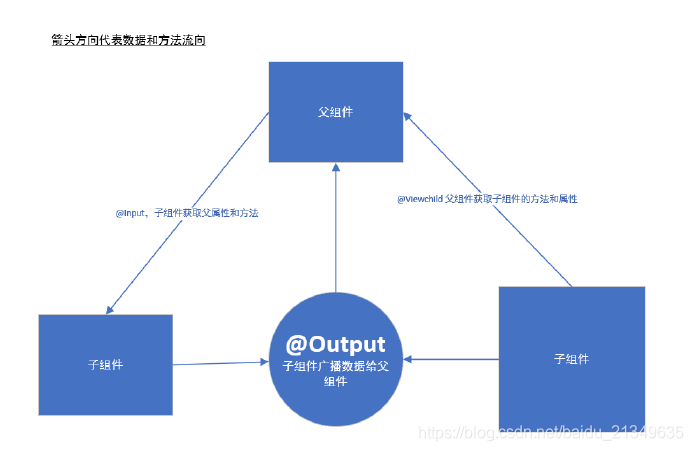 箭头方向代表数据和方法流向
父组件
@Input，子组件获取父属性和方法
@Viewchild 父组件获取子组件的方法和属性
子组件
@Output
子组件广播数据给父
组件
子组件
https://blog.csdn.net/baidu_21349635